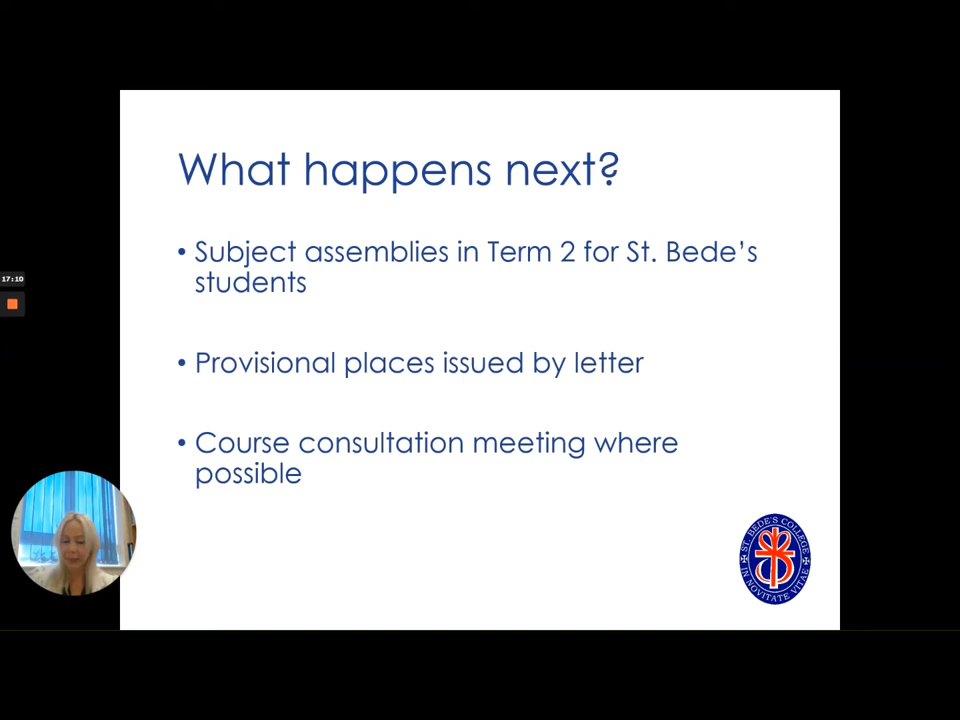 What happens next?
• Subject assemblies in Term 2 for St. Bede's
students
17:10
• Provisional places issued by letter
• Course consultation meeting where
possible
ST. BEDE'S COLLEGE
IN NOVITATE VITAE